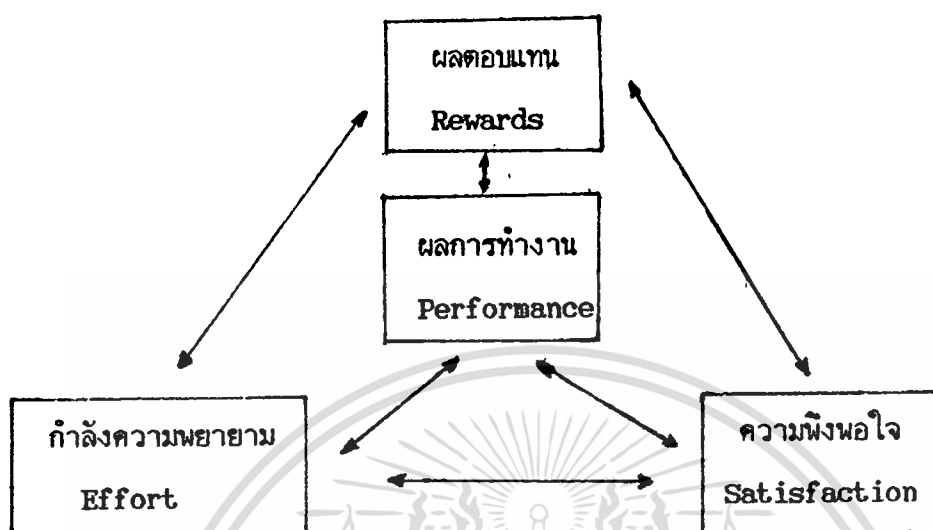 ผลตอบแทน
Rewards
ผลการทำงาน
Performance
กำลังความพยายาม
Effort
ความพึงพอใจ
Satisfaction